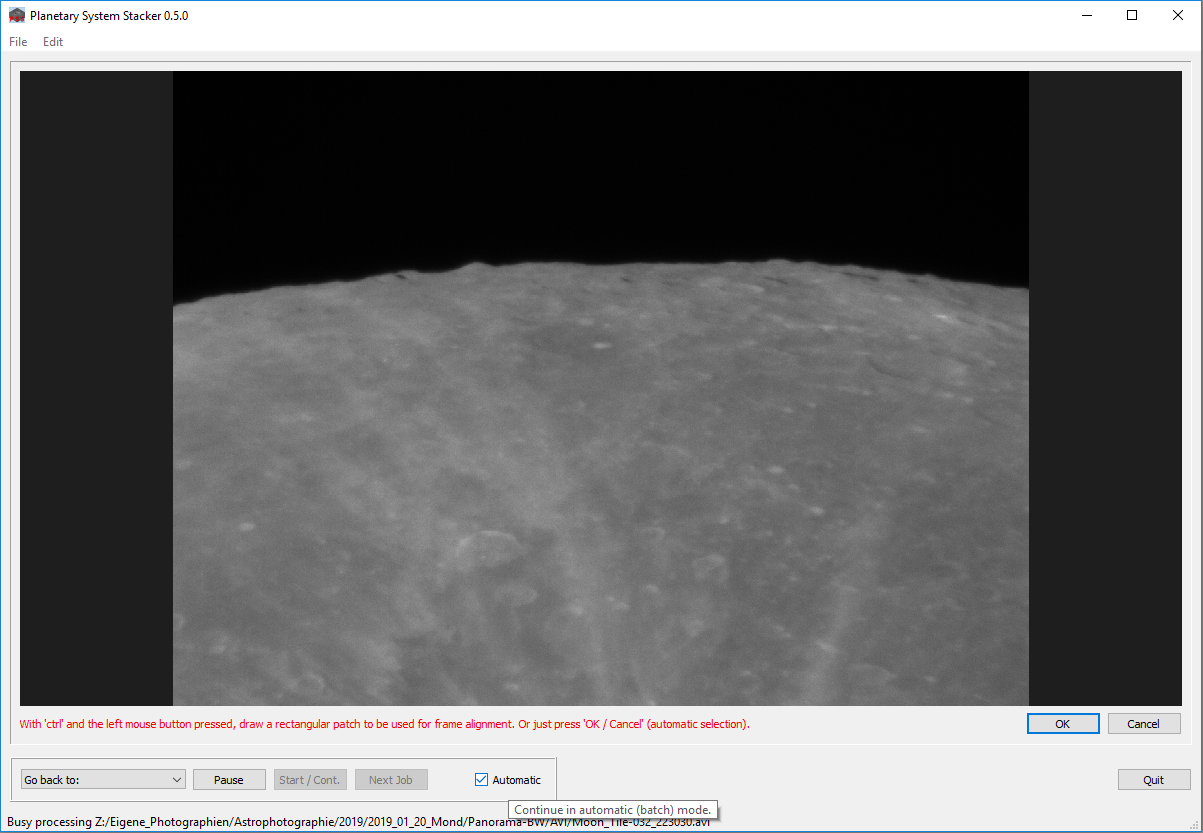 Planetary System Stacker 0.5.0
File Edit
With 'ctrl' and the left mouse button pressed, draw a rectangular patch to be used for frame alignment. Or just press 'OK / Cancel' (automatic selection).
OK Cancel
Go back to: Pause Start / Cont. Next Job Automatic Quit
Continue in automatic (batch) mode.
Busy processing Z:/Eigene_Photographien/Astrophotographie/2019/2019_01_20_Mond/Panorama-BW/AVI/Moon_Tile-032_223030.avi